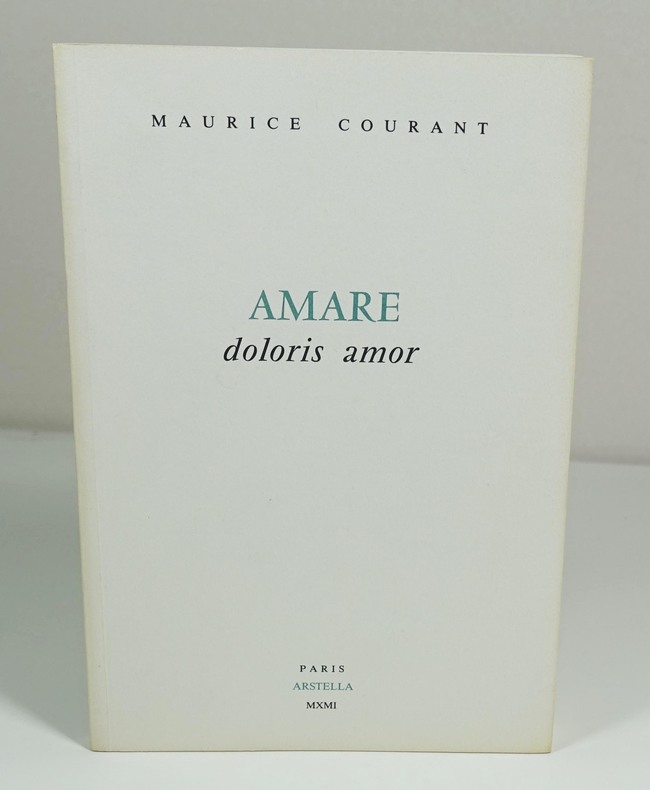 MAURICE COURANT
AMARE
doloris amor
PARIS
ARSTELLA
MXMI